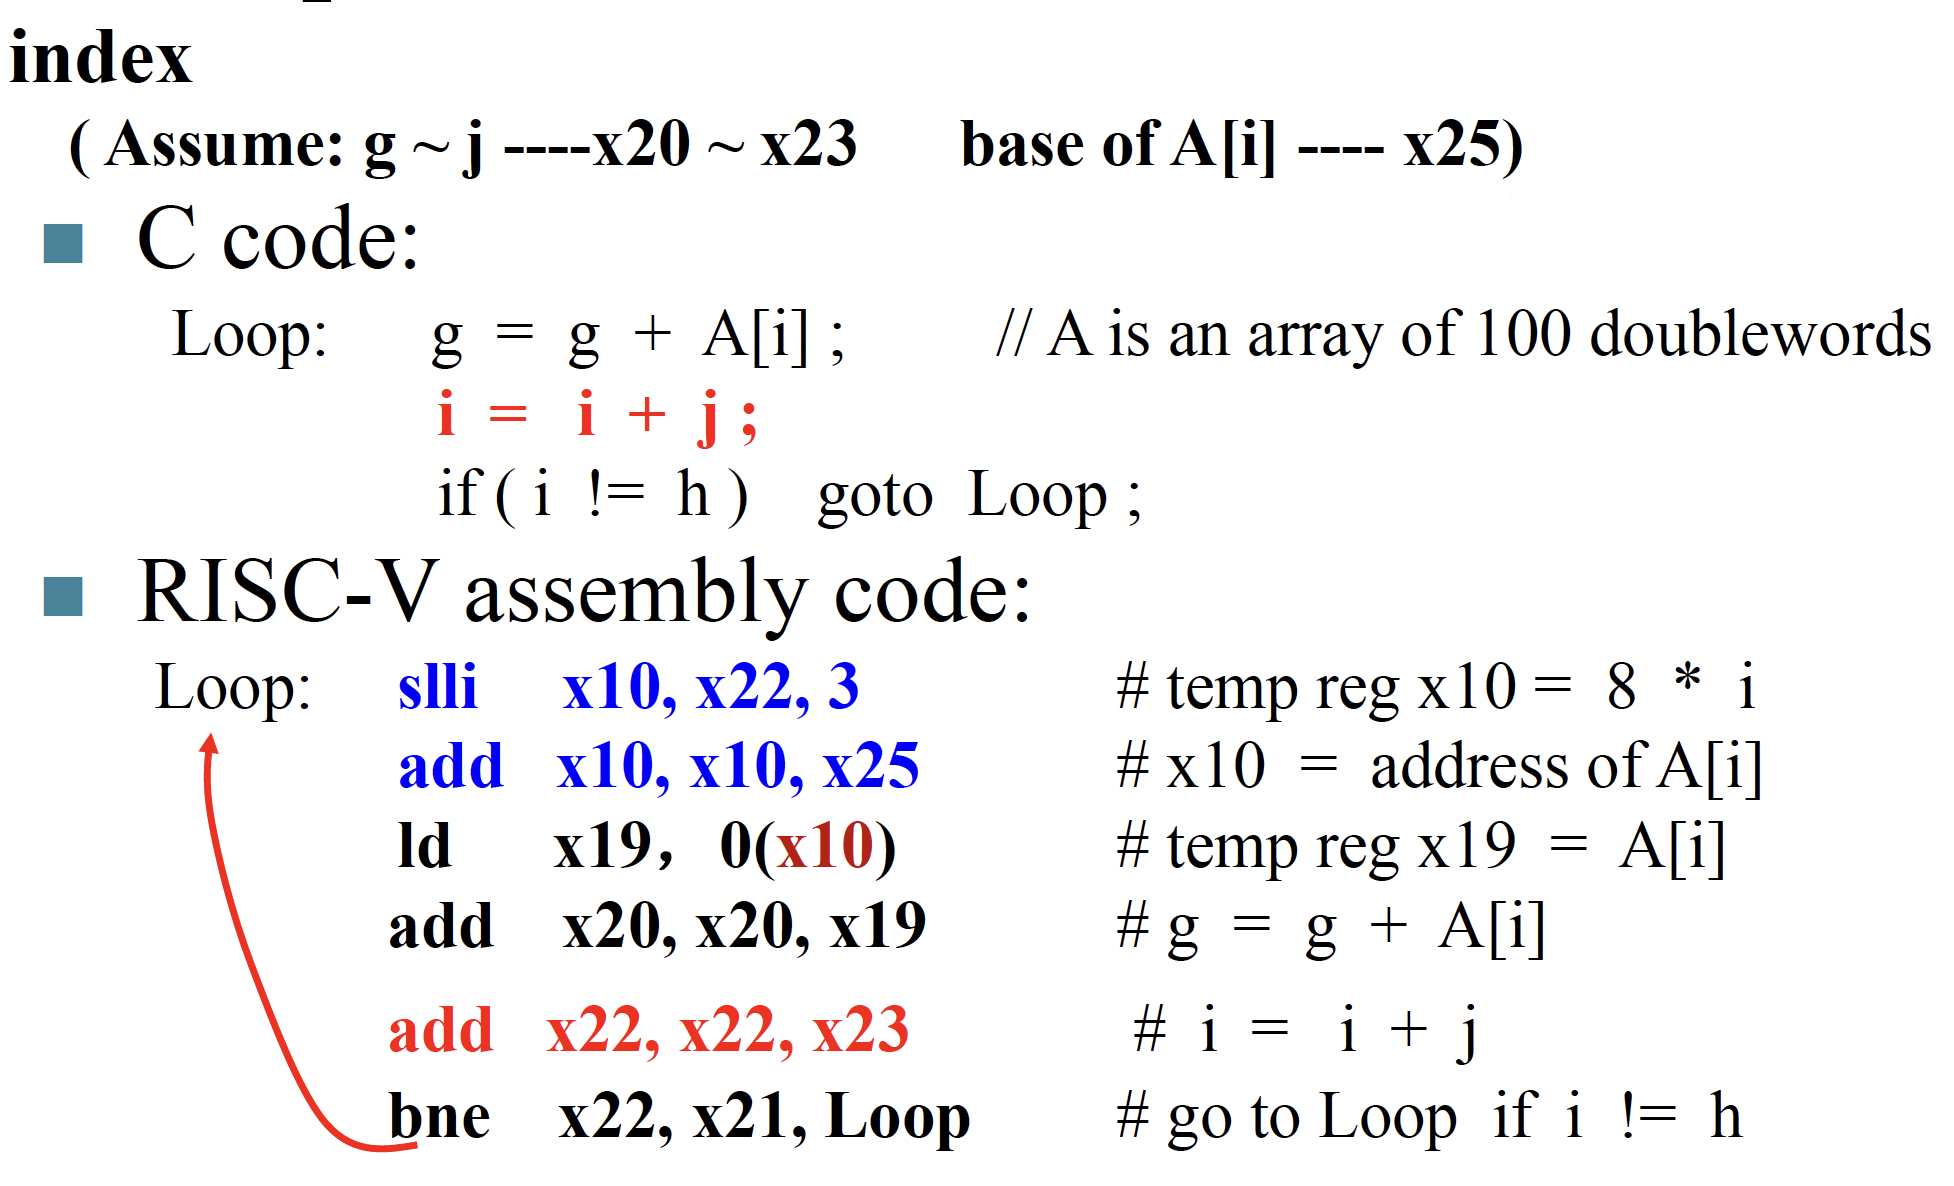 index
( Assume: g ~ j ----x20 ~ x23 base of A[i] ---- x25)
C code:
Loop: g = g + A[i] ; // A is an array of 100 doublewords
i = i + j ;
if ( i != h ) goto Loop ;
RISC-V assembly code:
Loop: slli x10, x22, 3 # temp reg x10 = 8 * i
add x10, x10, x25 # x10 = address of A[i]
ld x19, 0(x10) # temp reg x19 = A[i]
add x20, x20, x19 # g = g + A[i]
add x22, x22, x23 # i = i + j
bne x22, x21, Loop # go to Loop if i != h